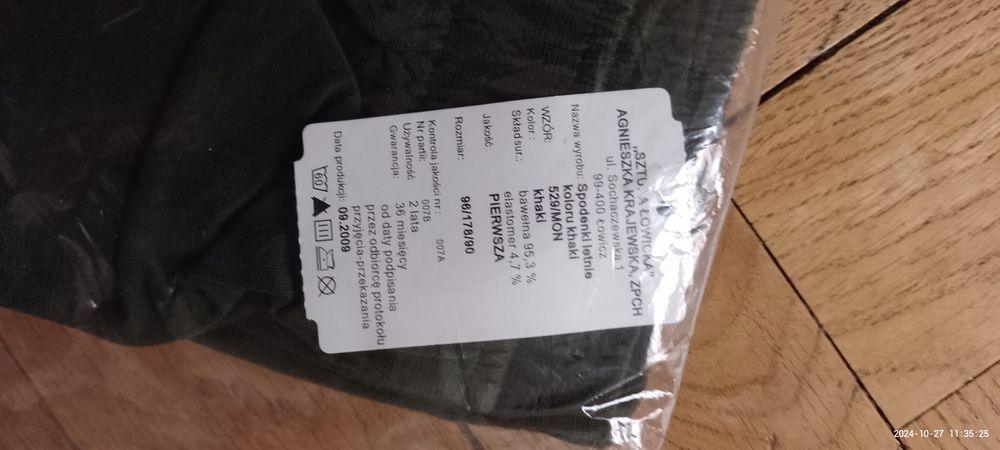 „SZTUKA ŁOWICKA"
AGNIESZKA KRAJEWSKA, ZPCH
ul. Sochaczewska 1
99-400 Łowicz
Nazwa wyrobu: Spodenki letnie
koloru khaki
WZÓR: 529/MON
Kolor: khaki
Skład sur.: bawełna 95,3 %
elastomer 4,7 %
Jakość PIERWSZA
Rozmiar: 96/178/90
Kontrola jakości nr: 007A
Nr partii: 007B
Używalność 2 lata
Gwarancja: 36 miesięcy
od daty podpisania
przez odbiorcę protokołu
przyjęcia-przekazania
Data produkcji: 09.2009
60
2024-10-27 11:35:25